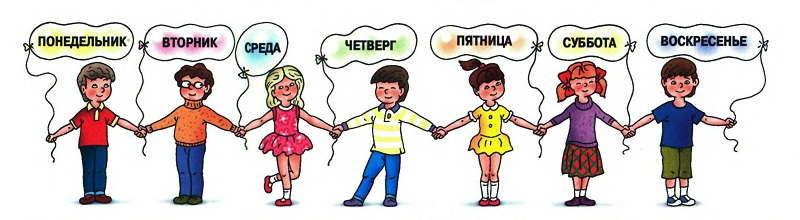 ПОНЕДЕЛЬНИК
ВТОРНИК
СРЕДА
ЧЕТВЕРГ
ПЯТНИЦА
СУББОТА
ВОСКРЕСЕНЬЕ